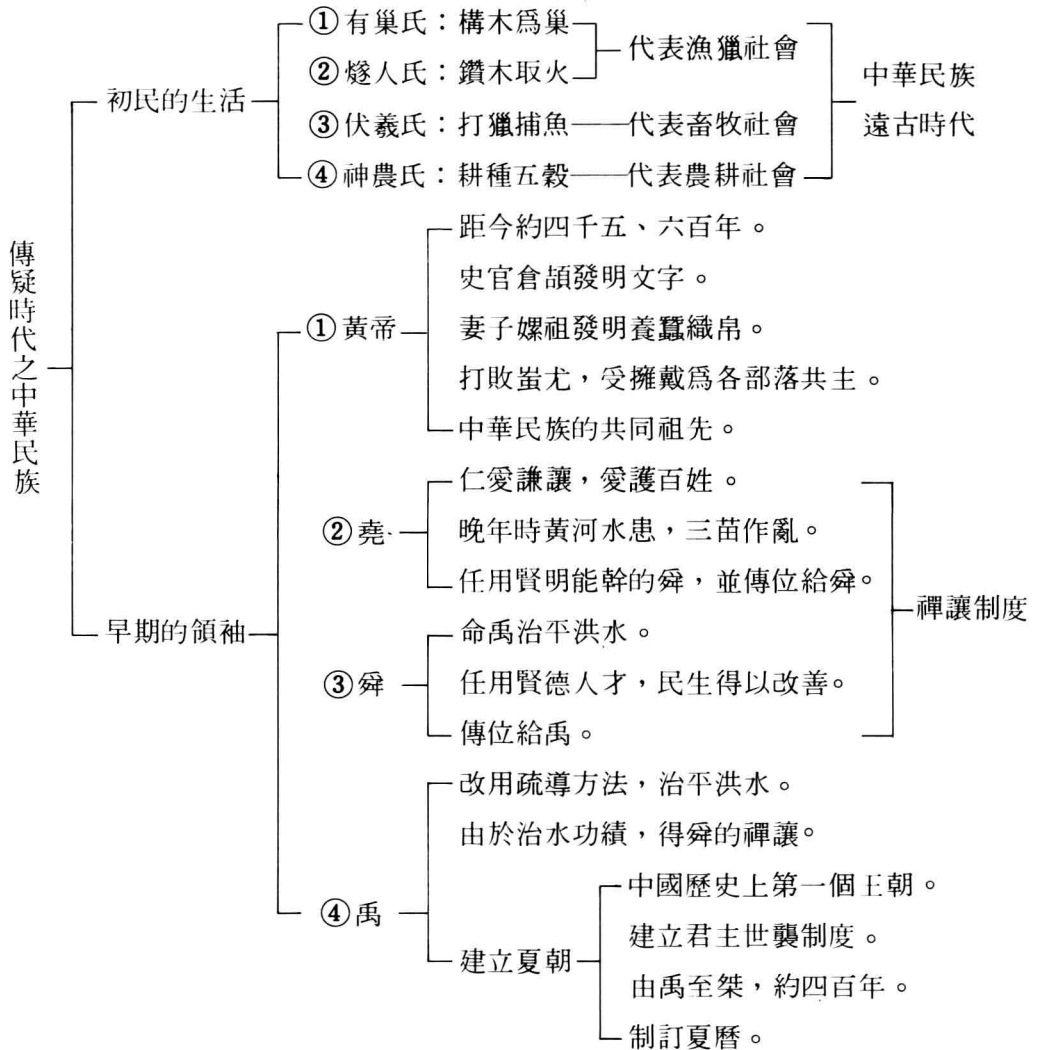 傳疑時代之中華民族
初民的生活
①有巢氏：構木爲巢
②燧人氏：鑽木取火
代表漁獵社會
③伏羲氏：打獵捕魚——代表畜牧社會
④神農氏：耕種五穀——代表農耕社會
中華民族
遠古時代
早期的領袖
①黃帝
距今約四千五、六百年。
史官倉頡發明文字。
妻子嫘祖發明養蠶織帛。
打敗蚩尤，受擁戴爲各部落共主。
中華民族的共同祖先。
②堯
仁愛謙讓，愛護百姓。
晚年時黃河水患，三苗作亂。
任用賢明能幹的舜，並傳位給舜。
③舜
命禹治平洪水。
任用賢德人才，民生得以改善。
傳位給禹。
禪讓制度
④禹
改用疏導方法，治平洪水。
由於治水功績，得舜的禪讓。
建立夏朝
中國歷史上第一個王朝。
建立君主世襲制度。
由禹至桀，約四百年。
制訂夏曆。